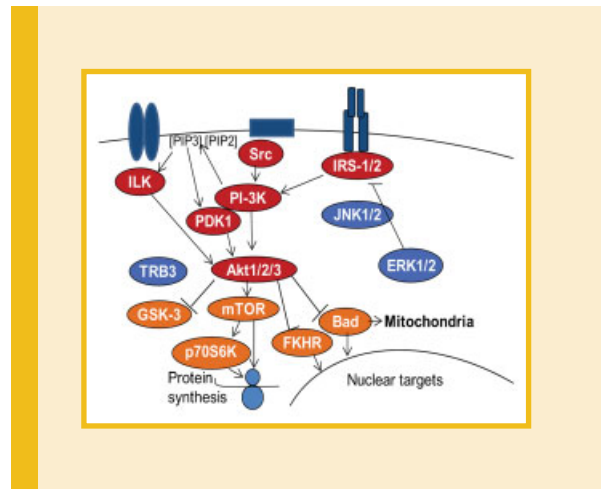 [PIP3] [PIP2]
Src
IRS-1/2
ILK
PI-3K
PDK1
JNK1/2
TRB3
Akt1/2/3
ERK1/2
GSK-3
mTOR
Bad
Mitochondria
p70S6K
FKHR
Protein
synthesis
Nuclear targets